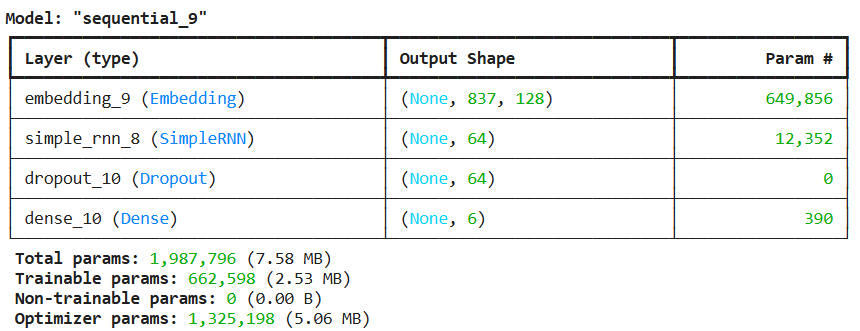 Model: "sequential_9"
Layer (type) Output Shape Param #
embedding_9 (Embedding) (None, 837, 128) 649,856
simple_rnn_8 (SimpleRNN) (None, 64) 12,352
dropout_10 (Dropout) (None, 64) 0
dense_10 (Dense) (None, 6) 390
Total params: 1,987,796 (7.58 MB)
Trainable params: 662,598 (2.53 MB)
Non-trainable params: 0 (0.00 B)
Optimizer params: 1,325,198 (5.06 MB)